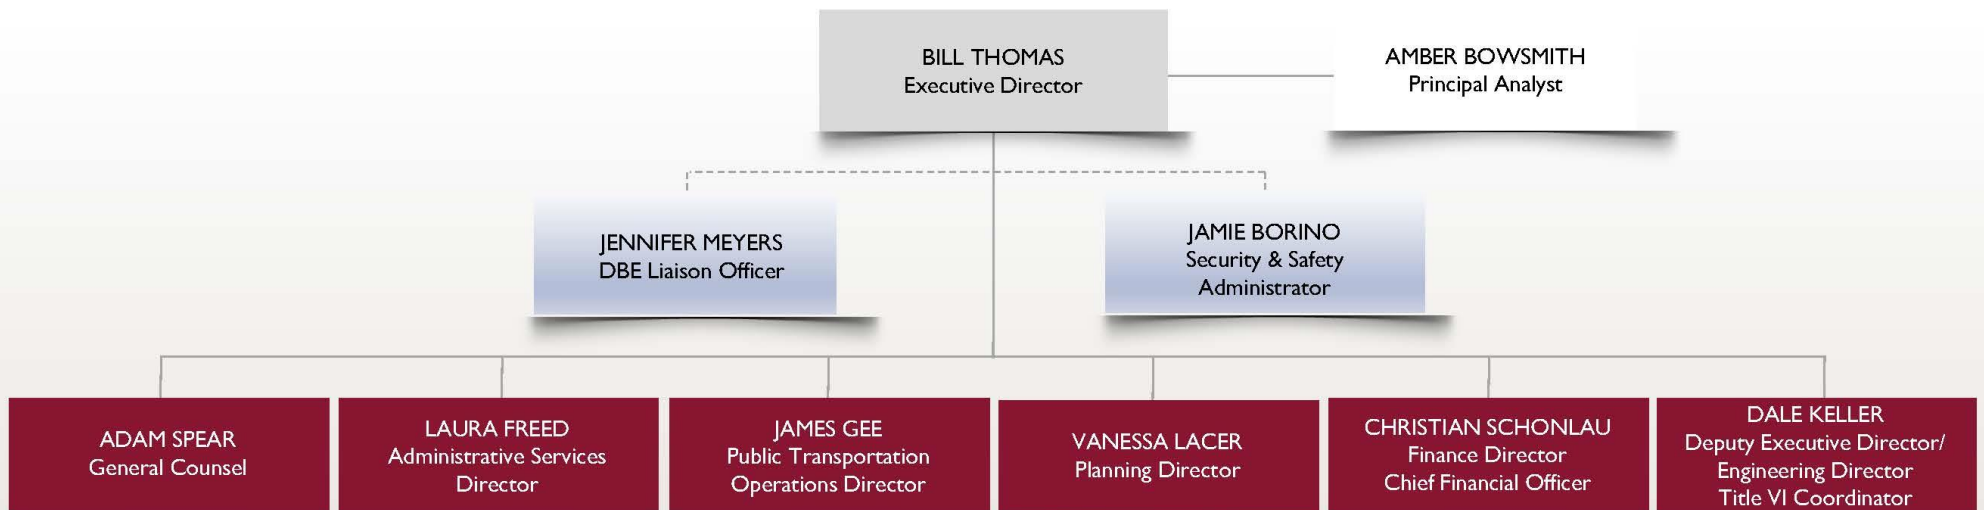 BILL THOMAS
Executive Director
AMBER BOWSMITH
Principal Analyst
JENNIFER MEYERS
DBE Liaison Officer
JAMIE BORINO
Security & Safety
Administrator
ADAM SPEAR
General Counsel
LAURA FREED
Administrative Services
Director
JAMES GEE
Public Transportation
Operations Director
VANESSA LACER
Planning Director
CHRISTIAN SCHONLAU
Finance Director
Chief Financial Officer
DALE KELLER
Deputy Executive Director/
Engineering Director
Title VI Coordinator